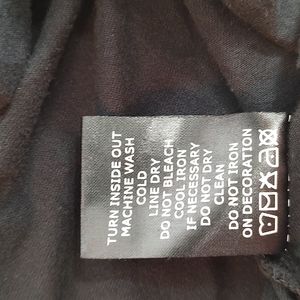 TURN INSIDE OUT
MACHINE WASH
COLD
LINE DRY
DO NOT BLEACH
COOL IRON
IF NECESSARY
DO NOT DRY
CLEAN
DO NOT IRON
ON DECORATION